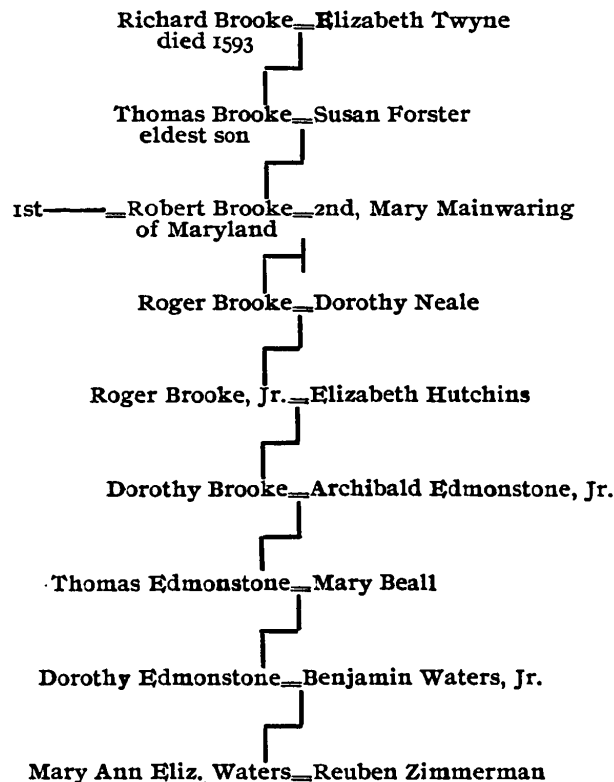 Richard Brooke=Elizabeth Twyne
died 1593
Thomas Brooke=Susan Forster
eldest son
1st——=Robert Brooke=2nd, Mary Mainwaring
of Maryland
Roger Brooke=Dorothy Neale
Roger Brooke, Jr.=Elizabeth Hutchins
Dorothy Brooke=Archibald Edmonstone, Jr.
Thomas Edmonstone=Mary Beall
Dorothy Edmonstone=Benjamin Waters, Jr.
Mary Ann Eliz. Waters=Reuben Zimmerman